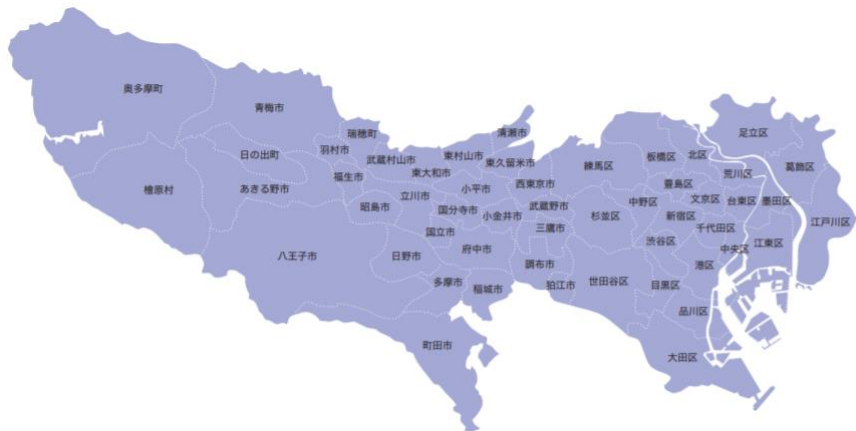 奥多摩町
青梅市
瑞穂町
羽村市
日の出町
福生市
檜原村
あきる野市
武蔵村山市
東大和市
東村山市
清瀬市
東久留米市
昭島市
立川市
小平市
西東京市
国分寺市
小金井市
武蔵野市
三鷹市
国立市
府中市
八王子市
日野市
調布市
狛江市
多摩市
稲城市
町田市
練馬区
板橋区
北区
足立区
荒川区
葛飾区
豊島区
文京区
台東区
墨田区
江戸川区
中野区
杉並区
新宿区
千代田区
渋谷区
中央区
江東区
港区
世田谷区
目黒区
品川区
大田区